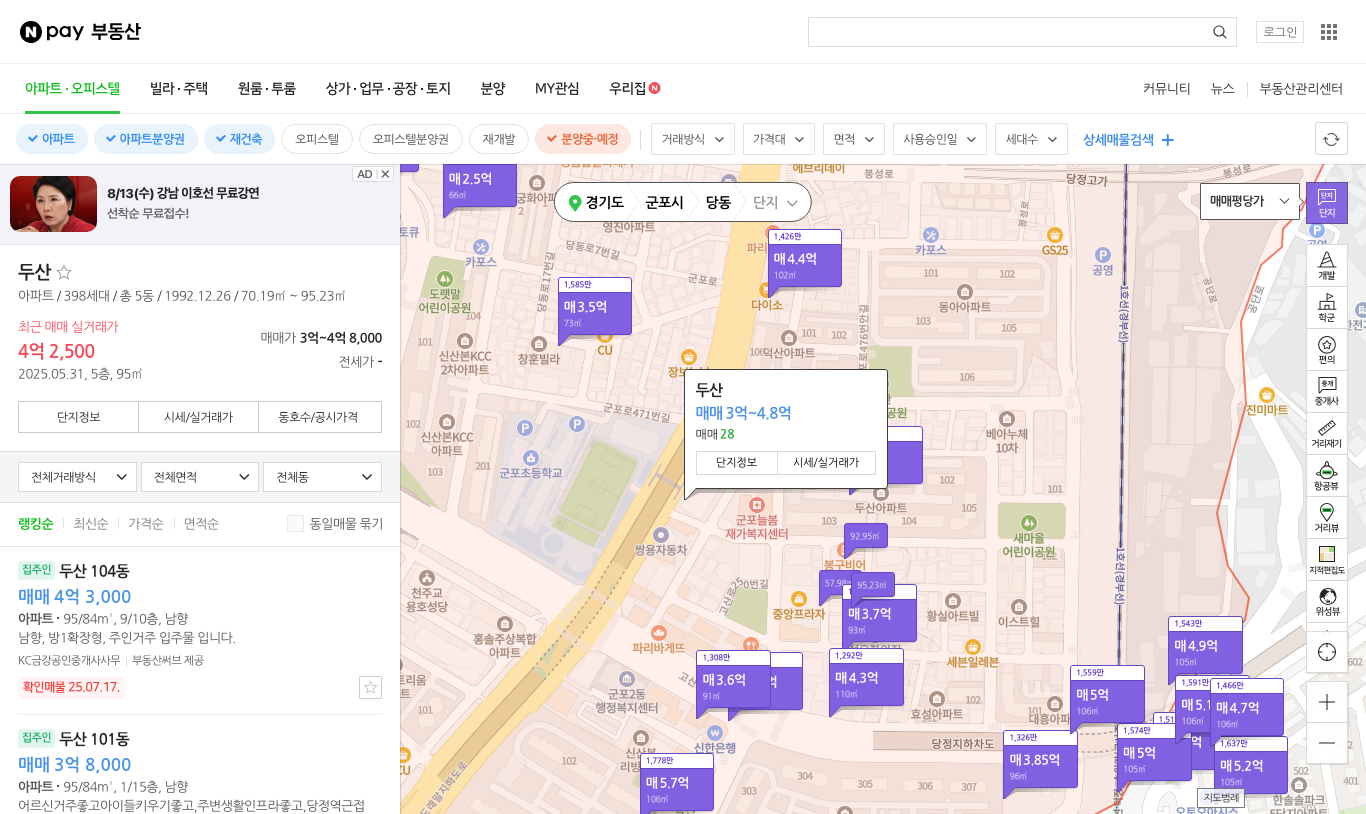 N pay 부동산
로그인
아파트·오피스텔 빌라·주택 원룸·투룸 상가·업무·공장·토지 분양 MY관심 우리집 N
커뮤니티 뉴스 부동산관리센터
아파트 아파트분양권 재건축 오피스텔 오피스텔분양권 재개발 분양중·예정 거래방식 가격대 면적 사용승인일 세대수 상세매물검색
AD
8/13(수) 강남 이호선 무료강연
선착순 무료접수!
두산
아파트 / 398세대 / 총 5동 / 1992.12.26 / 70.19㎡ ~ 95.23㎡
최근 매매 실거래가
4억 2,500
2025.05.31, 5층, 95㎡
매매가 3억~4억 8,000
전세가 -
단지정보 시세/실거래가 동호수/공시가격
전체거래방식 전체면적 전체동
랭킹순 최신순 가격순 면적순 동일매물 묶기
집주인 두산 104동
매매 4억 3,000
아파트 · 95/84㎡, 9/10층, 남향
남향, 방1확장형, 주인거주 입주물 입니다.
KC금강공인중개사사무 부동산써브 제공
확인매물 25.07.17.
집주인 두산 101동
매매 3억 8,000
아파트 · 95/84㎡, 1/15층, 남향
어르신거주좋고아이들키우기좋고,주변생활인프라좋고,당정역근접
경기도 군포시 당동 단지
매매평당가
단지
단지
개발
학군
편의
중개
중개사
거리재기
항공뷰
거리뷰
지적편집도
위성뷰
지도범례
매2.5억
66㎡
1,426만
매4.4억
102㎡
1,585만
매3.5억
73㎡
두산
매매 3억~4.8억
매매 28
단지정보 시세/실거래가
92.95㎡
95.23㎡
매3.7억
93㎡
1,308만
매3.6억
91㎡
1,292만
매4.3억
110㎡
1,778만
매5.7억
106㎡
1,543만
매4.9억
105㎡
1,559만
매5억
106㎡
1,591만
1,466만
매4.7억
106㎡
1,574만
매5억
105㎡
1,326만
매3.85억
96㎡
1,637만
매5.2억
105㎡
에브리데이
봉성로
당정고가
영진아파트
카포스
카포스
GS25
공영
도랫말
어린이공원
당동로17번길
다이소
동아아파트
101
102
103
105
106
신산본KCC
2차아파트
창훈빌라
CU
덕산아파트
1호선(경부선)
공단로
군포로471번길
신산본KCC
아파트
군포초등학교
베아누체
10차
진미마트
두산아파트
군포늘봄
재가복지센터
새마을
어린이공원
쌍용자동차
봄구비어
천주교
용호성당
중앙프라자
황실아트빌
이스트힐
홍솔주상복합
아파트
파리바게뜨
세븐일레븐
1호선(경부선)
군포2동
행정복지센터
효성아파트
대흥아파트
신한은행
당정지하차도
304
305
306
307
한솔솔파크